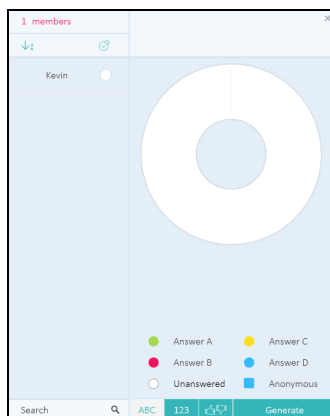 1 members
×
Kevin
Answer A
Answer C
Answer B
Answer D
Unanswered
Anonymous
Search
ABC
123
Generate